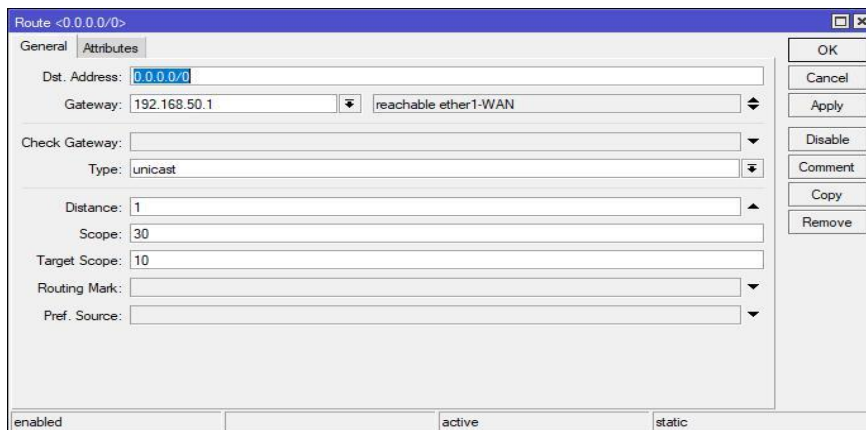 Route <0.0.0.0/0>
General Attributes
OK
Dst. Address: 0.0.0.0/0
Cancel
Gateway: 192.168.50.1 reachable ether1-WAN
Apply
Check Gateway:
Disable
Type: unicast
Comment
Copy
Distance: 1
Remove
Scope: 30
Target Scope: 10
Routing Mark:
Pref. Source:
enabled active static